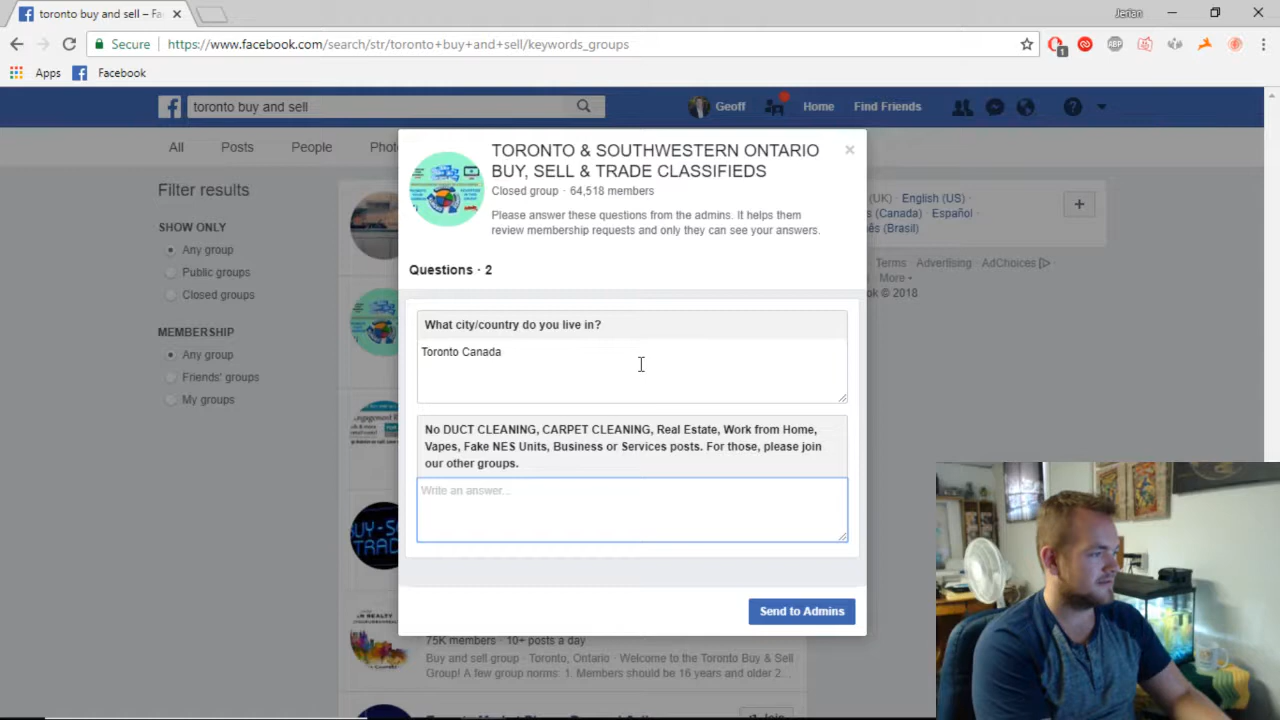 toronto buy and sell – Fa
Jerian
Secure
https://www.facebook.com/search/str/toronto+buy+and+sell/keywords_groups
1
ABP
Apps
Facebook
toronto buy and sell
Geoff
Home
Find Friends
All
Posts
People
Filter results
SHOW ONLY
Any group
Public groups
Closed groups
MEMBERSHIP
Any group
Friends' groups
My groups
TORONTO & SOUTHWESTERN ONTARIO
BUY, SELL & TRADE CLASSIFIEDS
Closed group · 64,518 members
Please answer these questions from the admins. It helps them
review membership requests and only they can see your answers.
Questions · 2
What city/country do you live in?
Toronto Canada
No DUCT CLEANING, CARPET CLEANING, Real Estate, Work from Home,
Vapes, Fake NES Units, Business or Services posts. For those, please join
our other groups.
Write an answer...
Send to Admins
(UK) · English (US) ·
(Canada) · Español ·
(Brasil)
Terms · Advertising · AdChoices
More
© 2018
75K members · 10+ posts a day
Buy and sell group · Toronto, Ontario · Welcome to the Toronto Buy & Sell
Group! A few group norms: 1. Members should be 16 years and older 2...